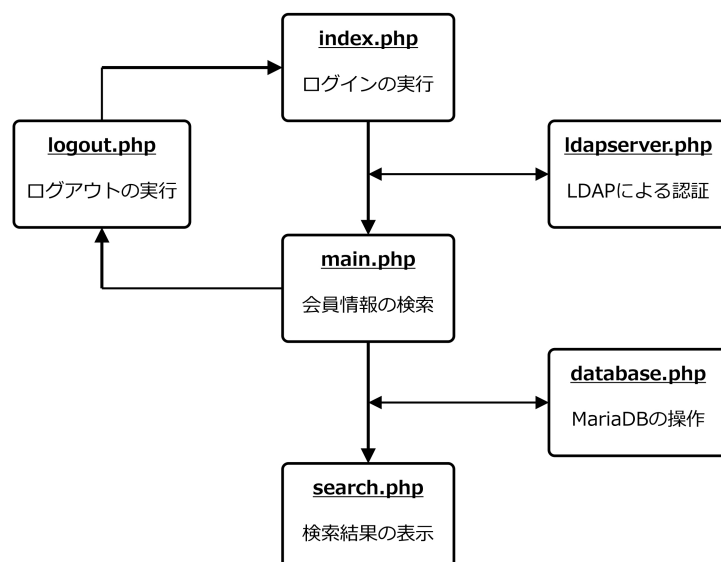 index.php
ログインの実行
logout.php
ログアウトの実行
ldapserver.php
LDAPによる認証
main.php
会員情報の検索
database.php
MariaDBの操作
search.php
検索結果の表示